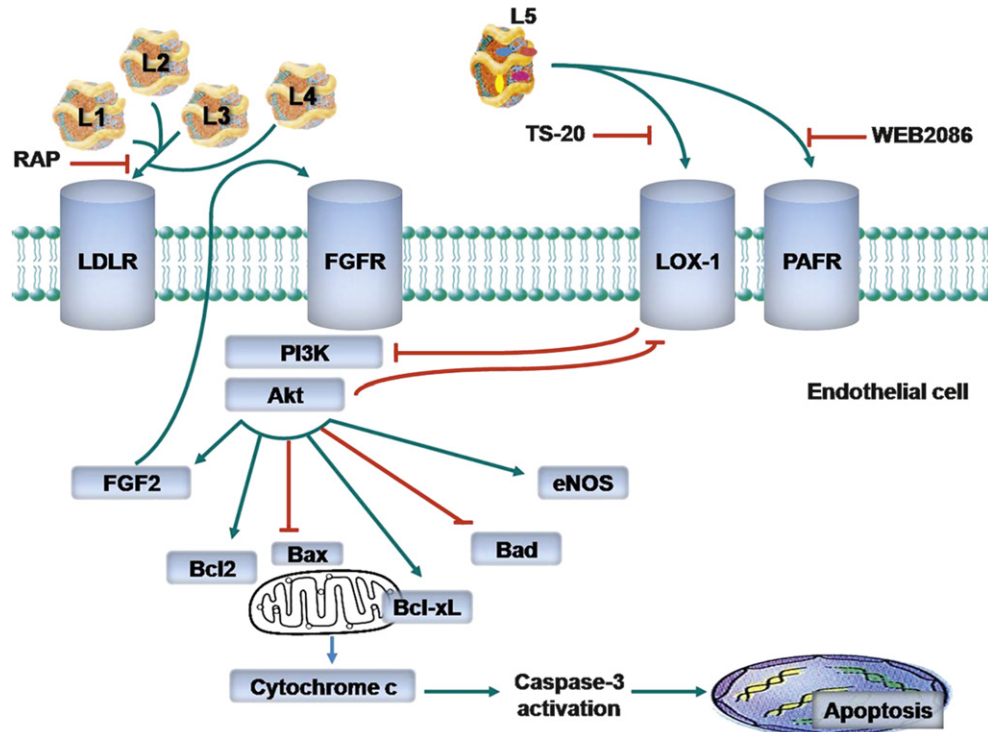 L5
L2
L1
L3
L4
TS-20
WEB2086
RAP
LDLR
FGFR
LOX-1
PAFR
PI3K
Akt
Endothelial cell
FGF2
eNOS
Bcl2
Bax
Bad
Bcl-xL
Cytochrome c
Caspase-3
activation
Apoptosis